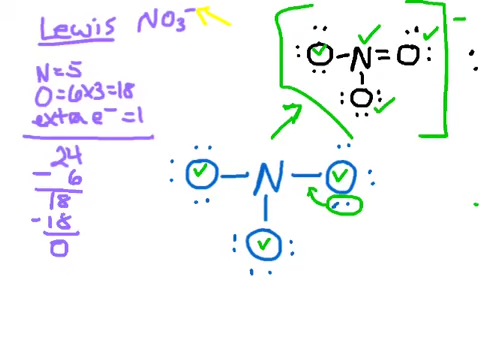 Lewis NO3⁻
N=5
O=6x3=18
extra e⁻=1
24
-6
18
-18
0
O-N=O
O
O-N-O
O